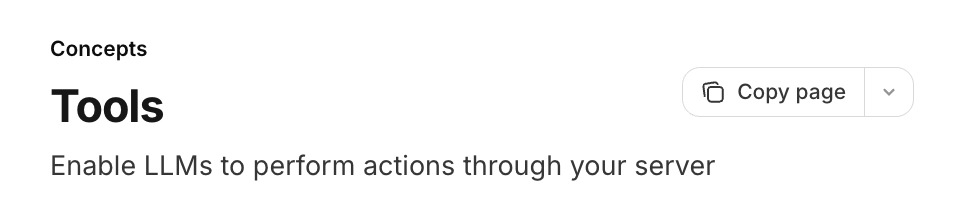 Concepts
Tools
Copy page
Enable LLMs to perform actions through your server